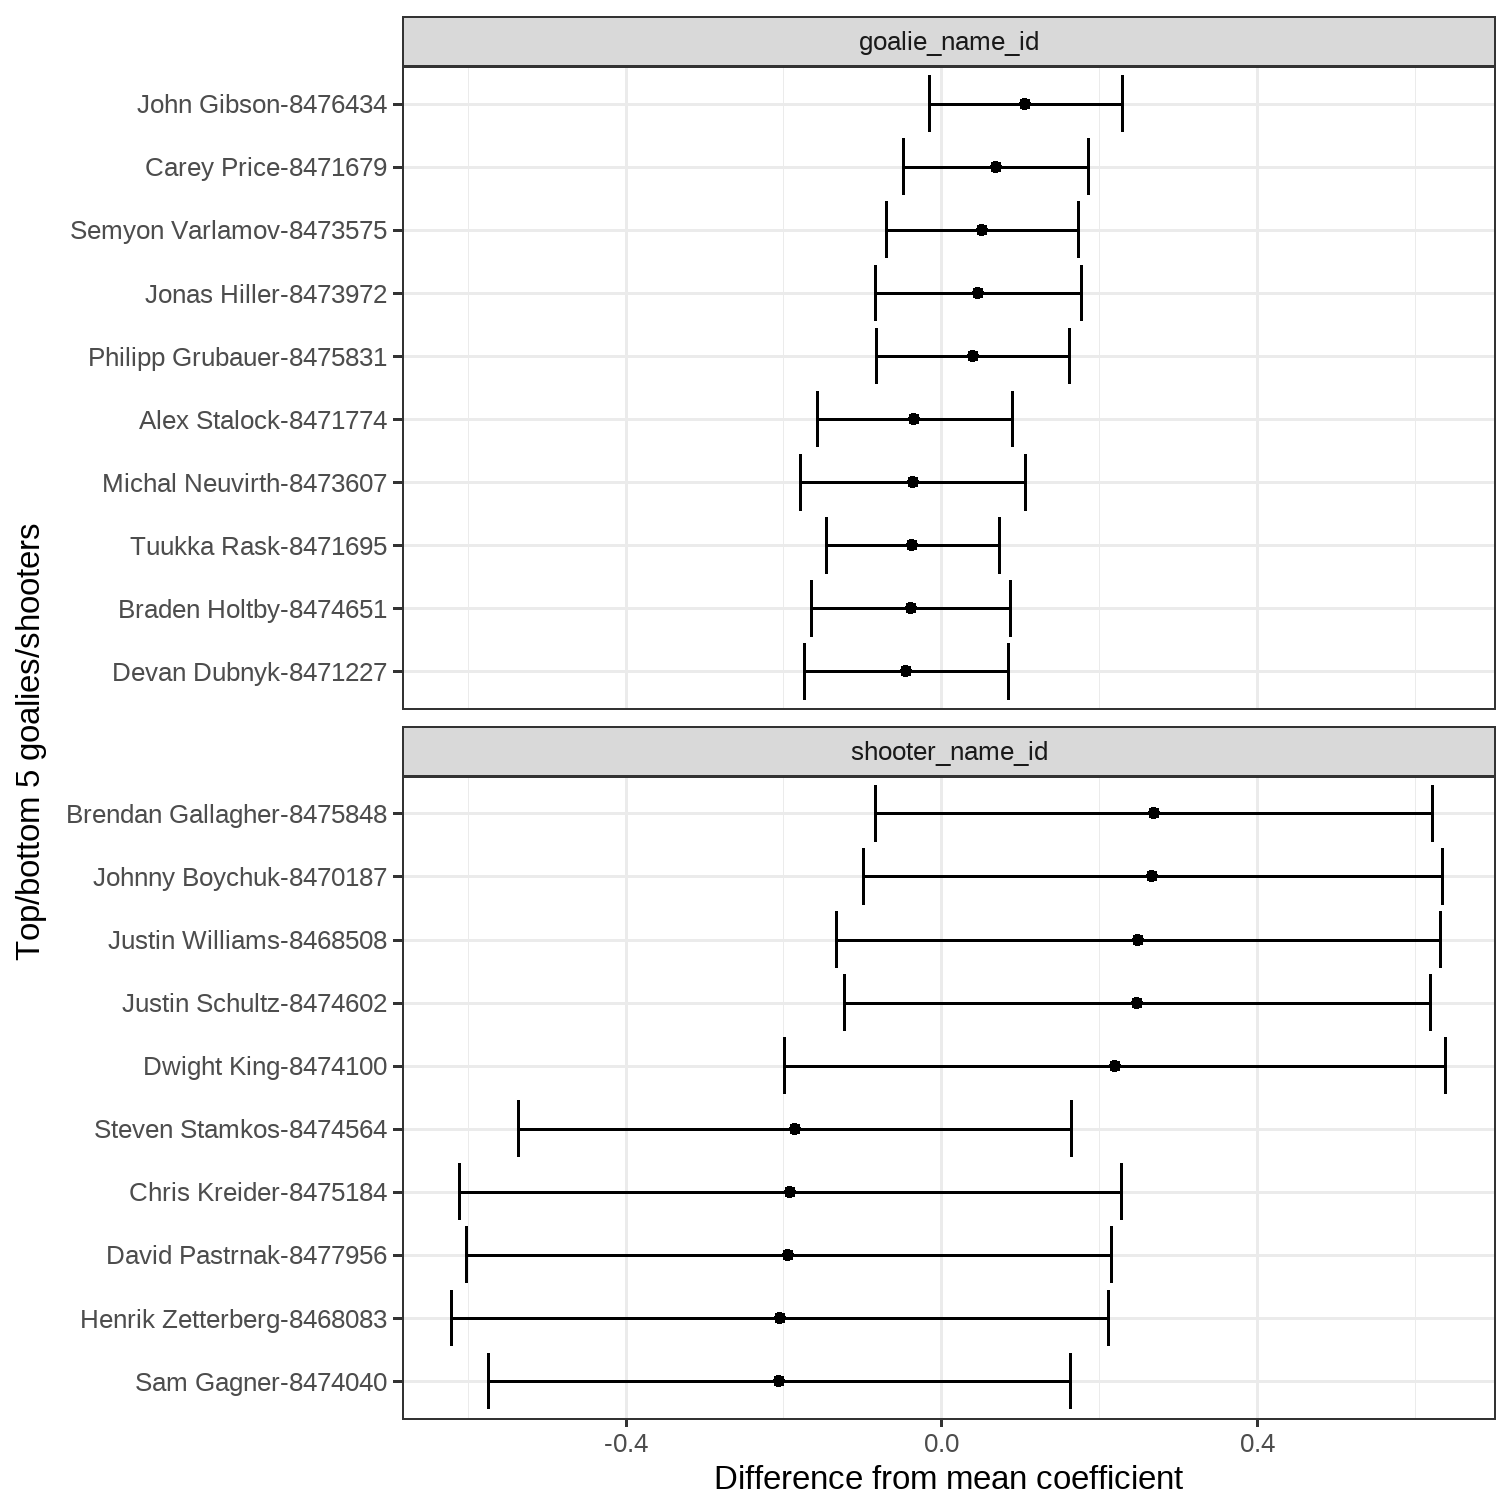 goalie_name_id
John Gibson-8476434
Carey Price-8471679
Semyon Varlamov-8473575
Jonas Hiller-8473972
Philipp Grubauer-8475831
Alex Stalock-8471774
Michal Neuvirth-8473607
Tuukka Rask-8471695
Braden Holtby-8474651
Devan Dubnyk-8471227
Top/bottom 5 goalies/shooters
shooter_name_id
Brendan Gallagher-8475848
Johnny Boychuk-8470187
Justin Williams-8468508
Justin Schultz-8474602
Dwight King-8474100
Steven Stamkos-8474564
Chris Kreider-8475184
David Pastrnak-8477956
Henrik Zetterberg-8468083
Sam Gagner-8474040
-0.4 0.0 0.4
Difference from mean coefficient